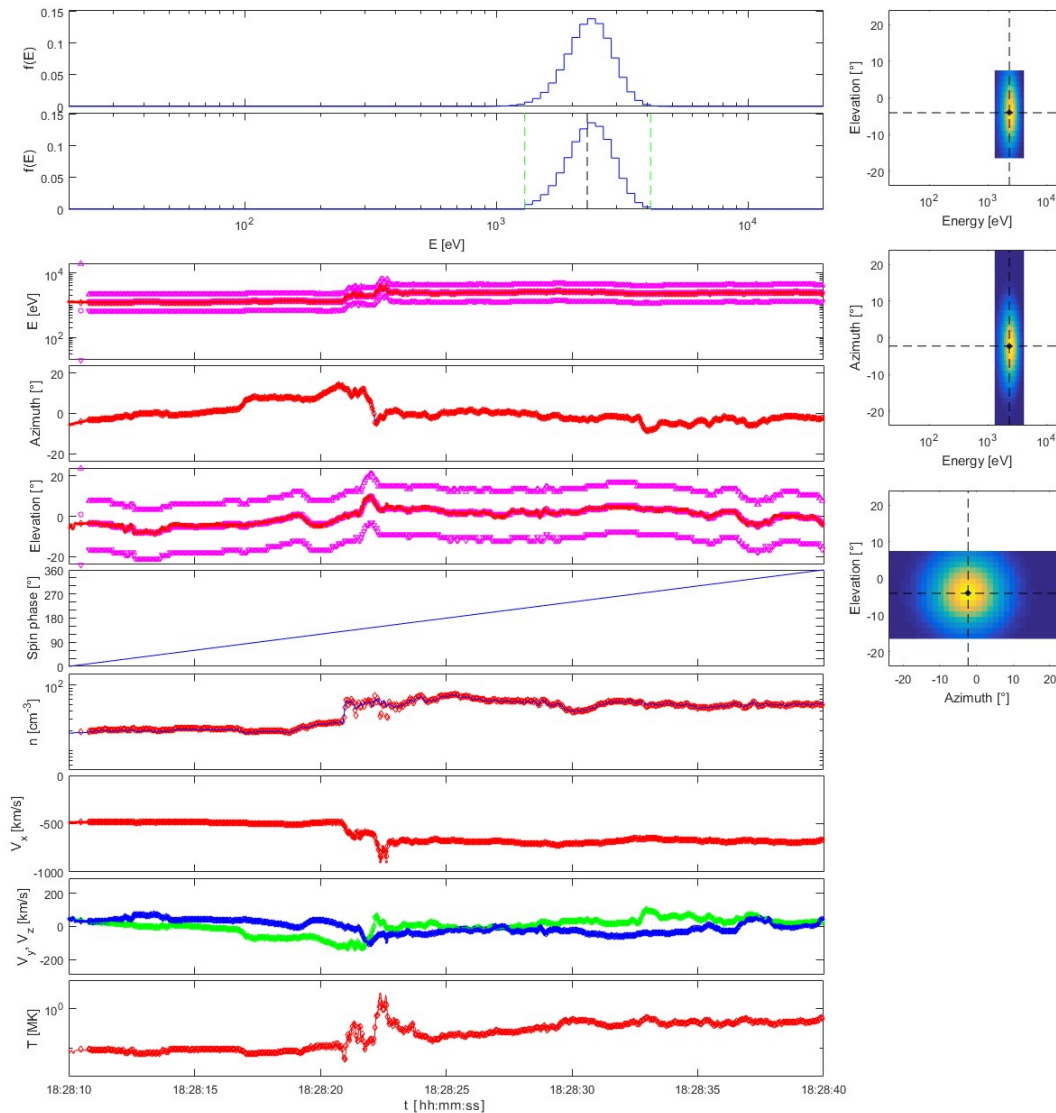 0.15
0.1
f(E)
0.05
0
0.15
0.1
f(E)
0.05
0
10² 10³ 10⁴
E [eV]
10⁴
E [eV]
10²
20
Azimuth [°]
0
-20
20
Elevation [°]
0
-20
360
270
Spin phase [°]
180
90
0
10²
n [cm⁻³]
0
Vₓ [km/s]
-500
-1000
200
V_y, V_z [km/s]
0
-200
10⁰
T [MK]
18:28:10 18:28:15 18:28:20 18:28:25 18:28:30 18:28:35 18:28:40
t [hh:mm:ss]
20
10
Elevation [°]
0
-10
-20
10² 10³ 10⁴
Energy [eV]
20
10
Azimuth [°]
0
-10
-20
10² 10³ 10⁴
Energy [eV]
20
10
Elevation [°]
0
-10
-20
-20 -10 0 10 20
Azimuth [°]